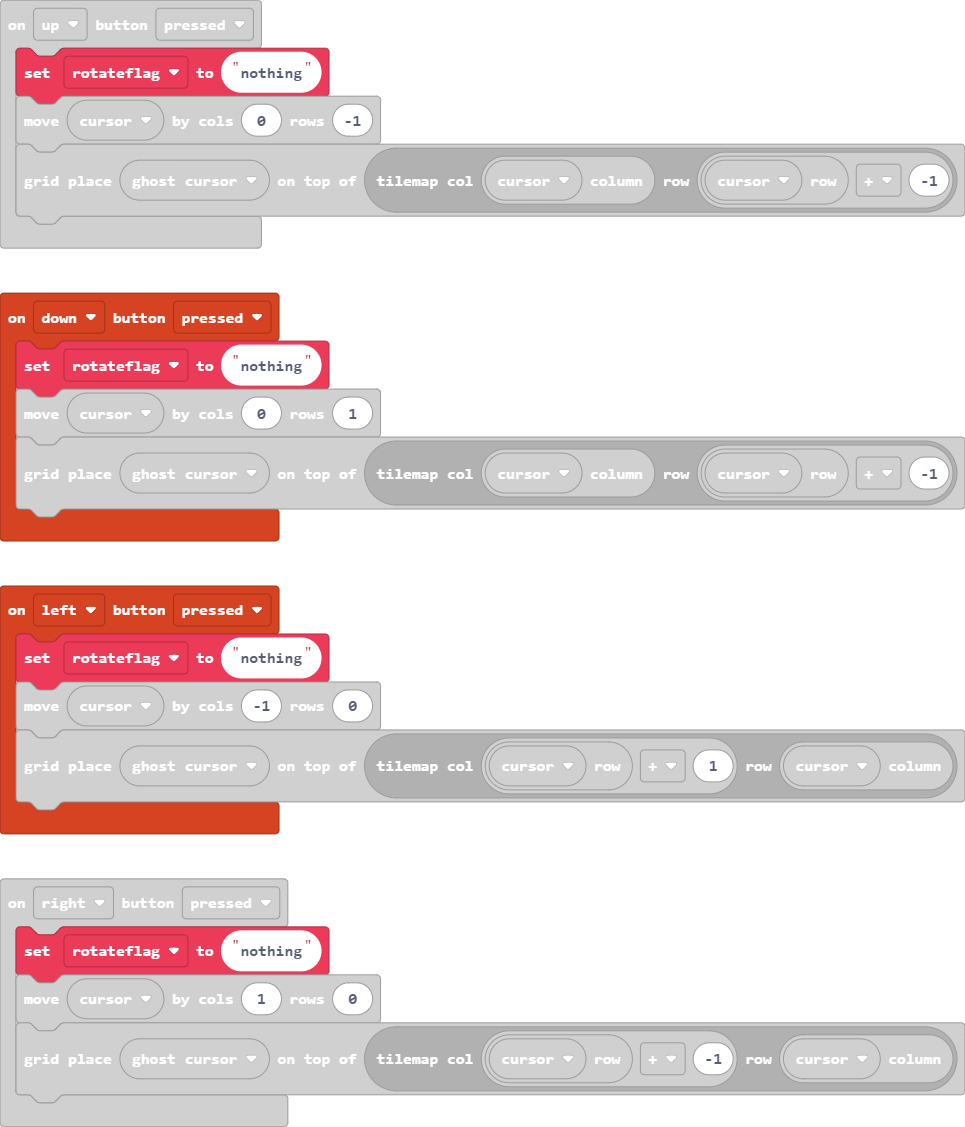 on up button pressed
set rotateflag to "nothing"
move cursor by cols 0 rows -1
grid place ghost cursor on top of tilemap col cursor column row cursor row + -1
on down button pressed
set rotateflag to "nothing"
move cursor by cols 0 rows 1
grid place ghost cursor on top of tilemap col cursor column row cursor row + -1
on left button pressed
set rotateflag to "nothing"
move cursor by cols -1 rows 0
grid place ghost cursor on top of tilemap col cursor row + 1 row cursor column
on right button pressed
set rotateflag to "nothing"
move cursor by cols 1 rows 0
grid place ghost cursor on top of tilemap col cursor row + -1 row cursor column